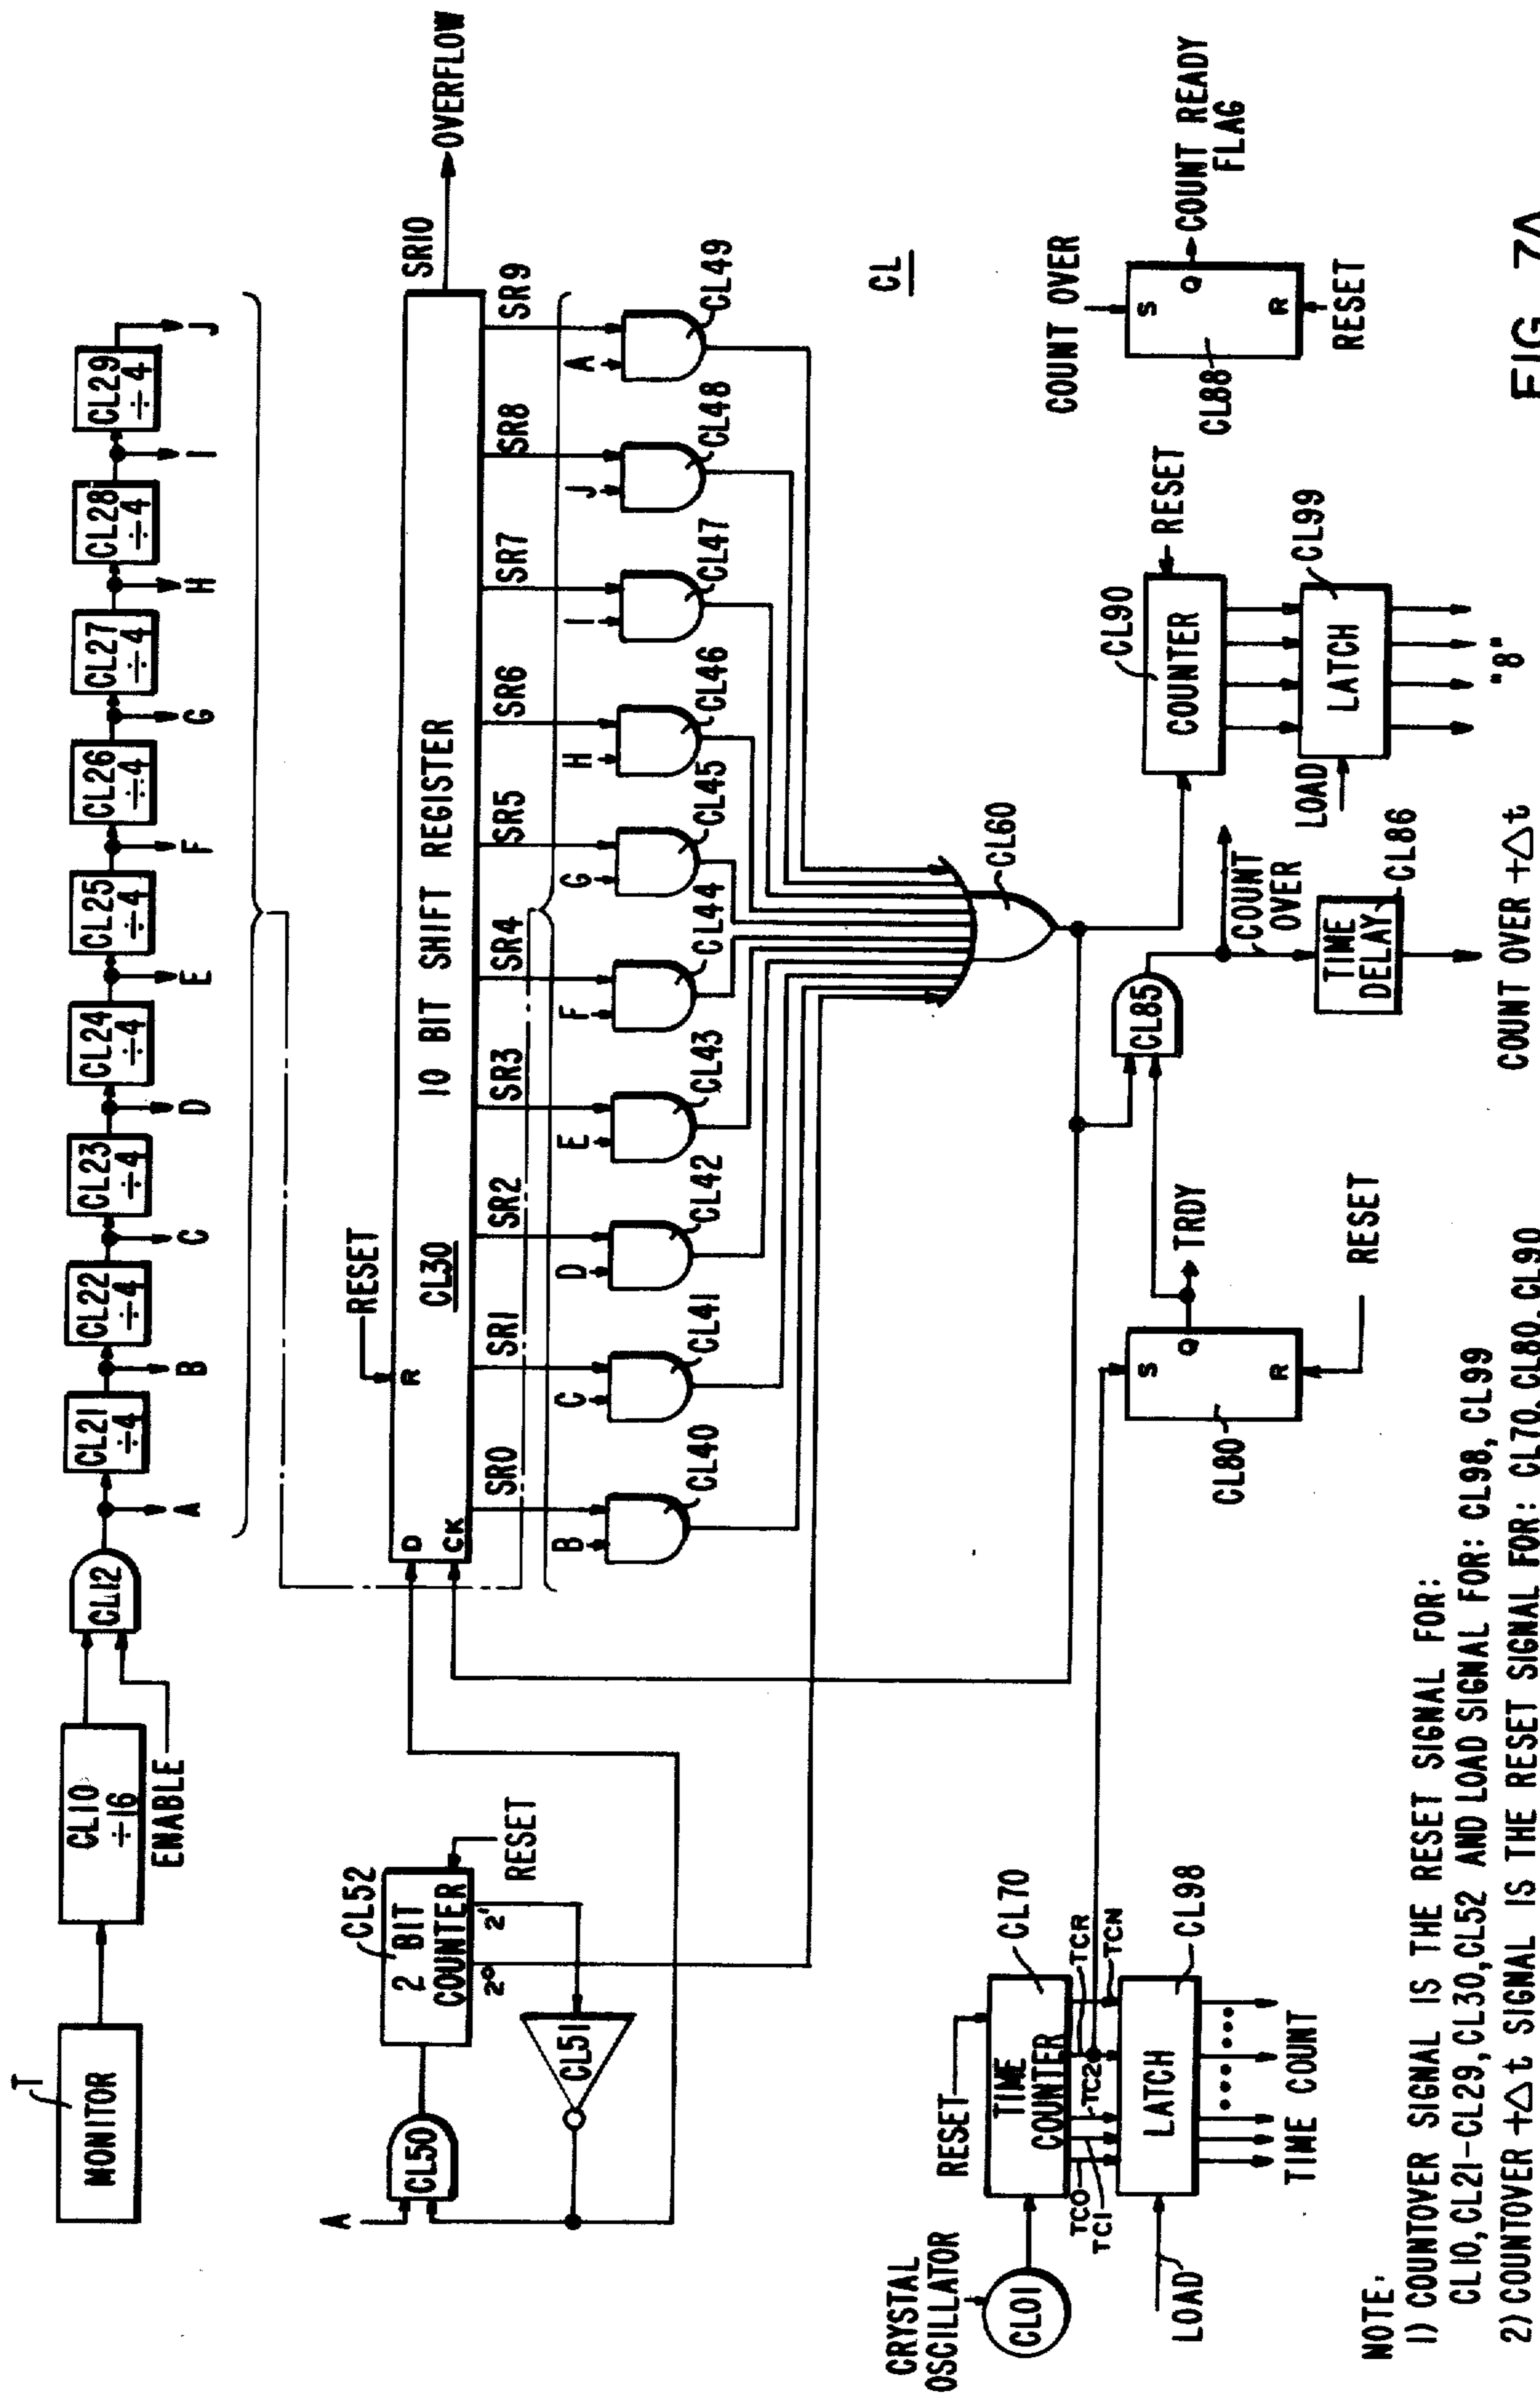 T
MONITOR
CL10
÷16
ENABLE
CL12
A
CL21
÷4
B
CL22
÷4
C
CL23
÷4
D
CL24
÷4
E
CL25
÷4
F
CL26
÷4
G
CL27
÷4
H
CL28
÷4
I
CL29
÷4
J
A
CL50
CL52
2 BIT
COUNTER
2⁰
2'
RESET
CL51
RESET
D
CK
R
CL30
10 BIT SHIFT REGISTER
SR10
OVERFLOW
SR0
SR1
SR2
SR3
SR4
SR5
SR6
SR7
SR8
SR9
B
CL40
C
CL41
D
CL42
E
CL43
F
CL44
G
CL45
H
CL46
I
CL47
J
CL48
A
CL49
CL60
CL
CRYSTAL
OSCILLATOR
CL01
RESET
TIME
COUNTER
CL70
TC0
TC1
TC2
TCR
TCN
LOAD
LATCH
CL98
TIME COUNT
S
Q
R
CL80
TRDY
RESET
CL85
COUNT
OVER
TIME
DELAY
CL86
COUNT OVER +Δt
CL90
COUNTER
RESET
LOAD
LATCH
CL99
"8"
COUNT OVER
S
Q
R
CL88
COUNT READY
FLAG
RESET
NOTE:
1) COUNTOVER SIGNAL IS THE RESET SIGNAL FOR:
CL10, CL21-CL29, CL30, CL52 AND LOAD SIGNAL FOR: CL98, CL99
2) COUNTOVER +Δt SIGNAL IS THE RESET SIGNAL FOR: CL70, CL80, CL90
FIG. 7A